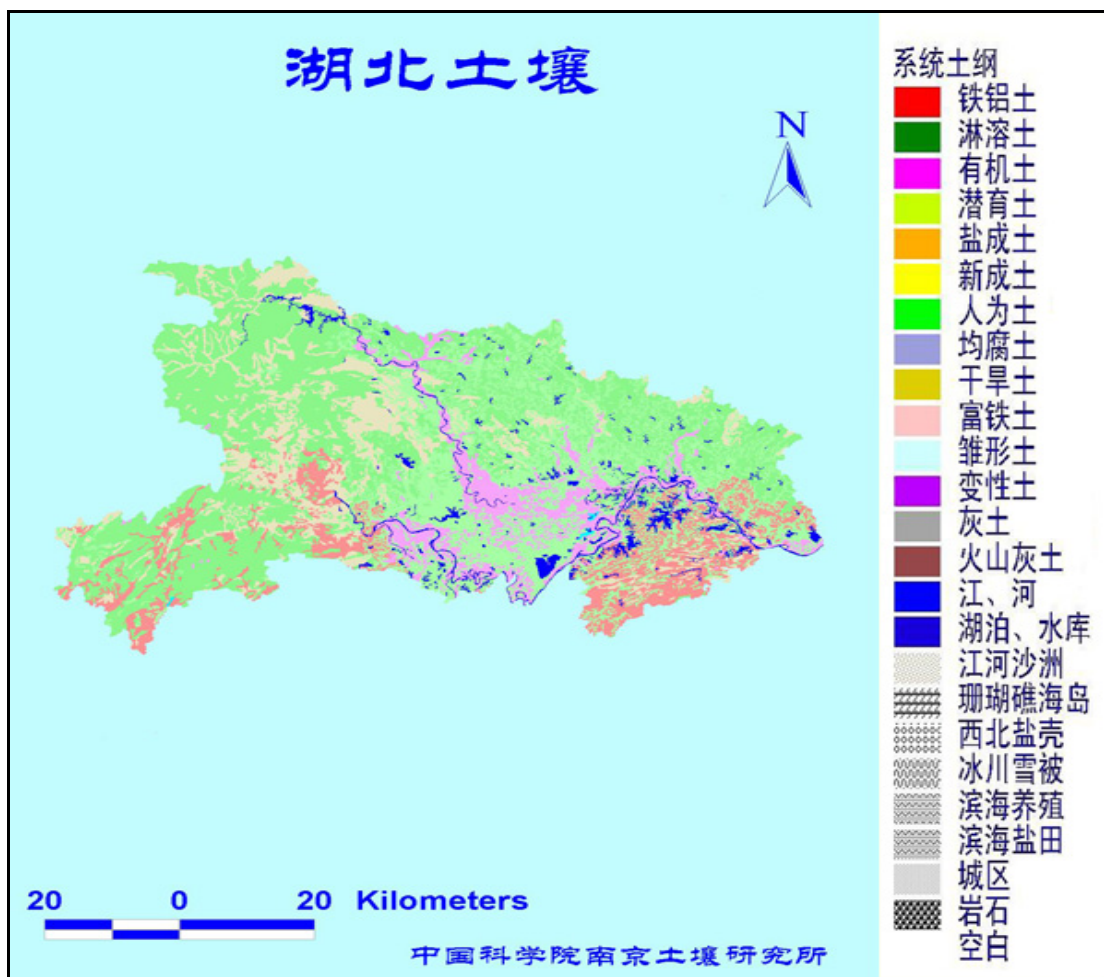 湖北土壤
N
系统土纲
铁铝土
淋溶土
有机土
潜育土
盐成土
新成土
人为土
均腐土
干旱土
富铁土
雏形土
变性土
灰土
火山灰土
江、河
湖泊、水库
江河沙洲
珊瑚礁海岛
西北盐壳
冰川雪被
滨海养殖
滨海盐田
城区
岩石
空白
20 0 20 Kilometers
中国科学院南京土壤研究所